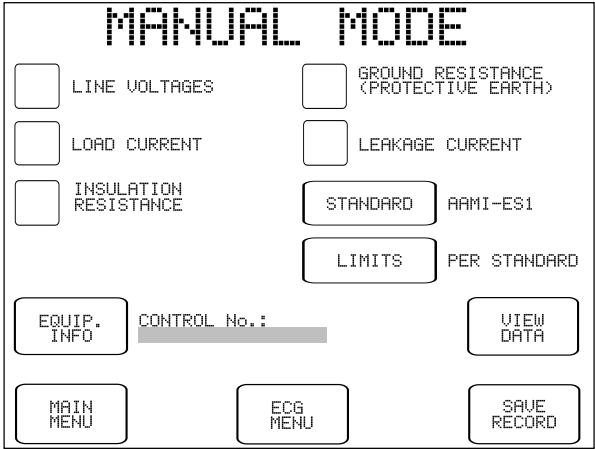 MANUAL MODE
LINE VOLTAGES
GROUND RESISTANCE
(PROTECTIVE EARTH)
LOAD CURRENT
LEAKAGE CURRENT
INSULATION
RESISTANCE
STANDARD
AAMI-ES1
LIMITS
PER STANDARD
EQUIP.
INFO
CONTROL No.:
VIEW
DATA
MAIN
MENU
ECG
MENU
SAVE
RECORD